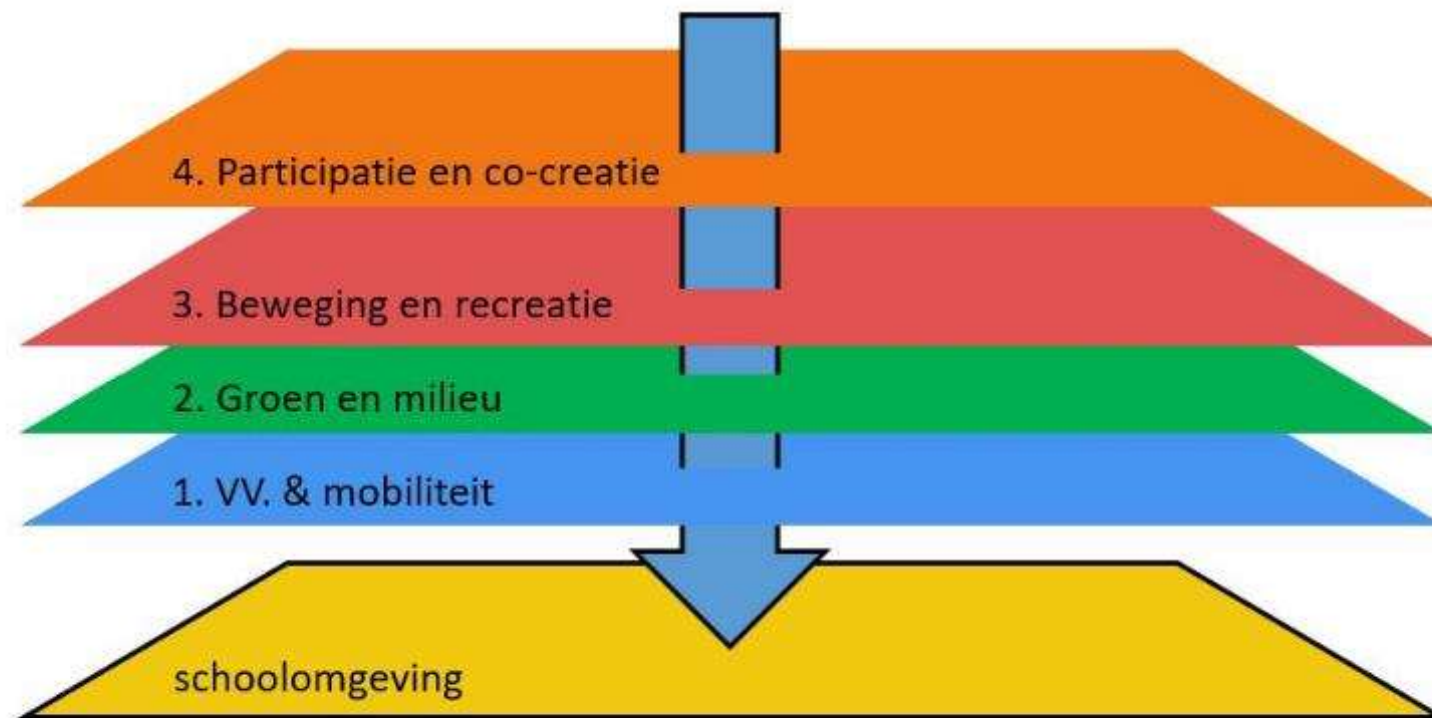 4. Participatie en co-creatie
3. Beweging en recreatie
2. Groen en milieu
1. VV. & mobiliteit
schoolomgeving